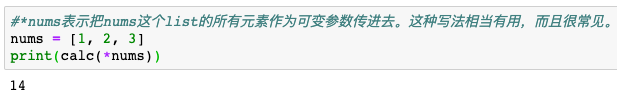 #*nums表示把nums这个list的所有元素作为可变参数传进去。这种写法相当有用，而且很常见。
nums = [1, 2, 3]
print(calc(*nums))
14